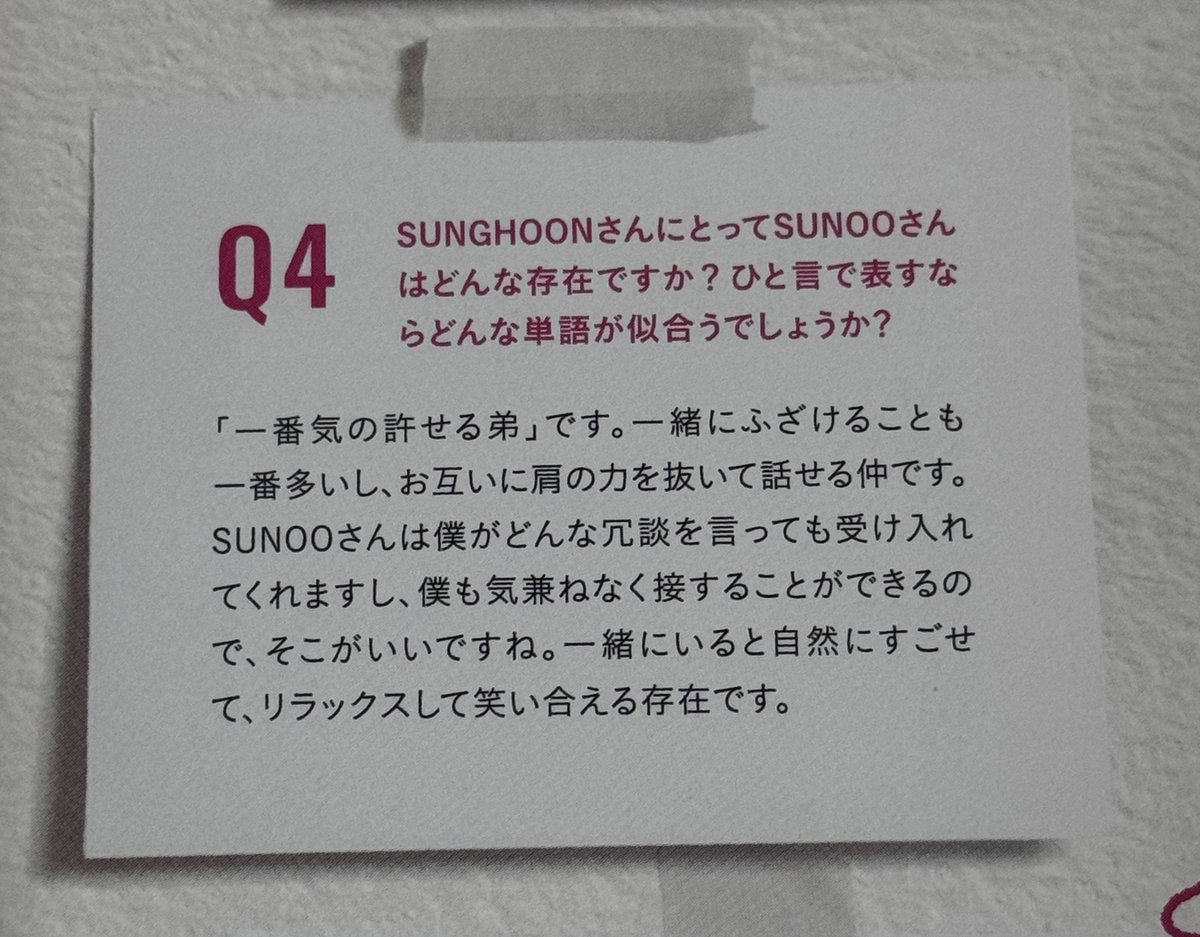 Q4
SUNGHOONさんにとってSUNOOさん
はどんな存在ですか？ひと言で表すな
らどんな単語が似合うでしょうか？
「一番気の許せる弟」です。一緒にふざけることも
一番多いし、お互いに肩の力を抜いて話せる仲です。
SUNOOさんは僕がどんな冗談を言っても受け入れ
てくれますし、僕も気兼ねなく接することができるの
で、そこがいいですね。一緒にいると自然にすごせ
て、リラックスして笑い合える存在です。